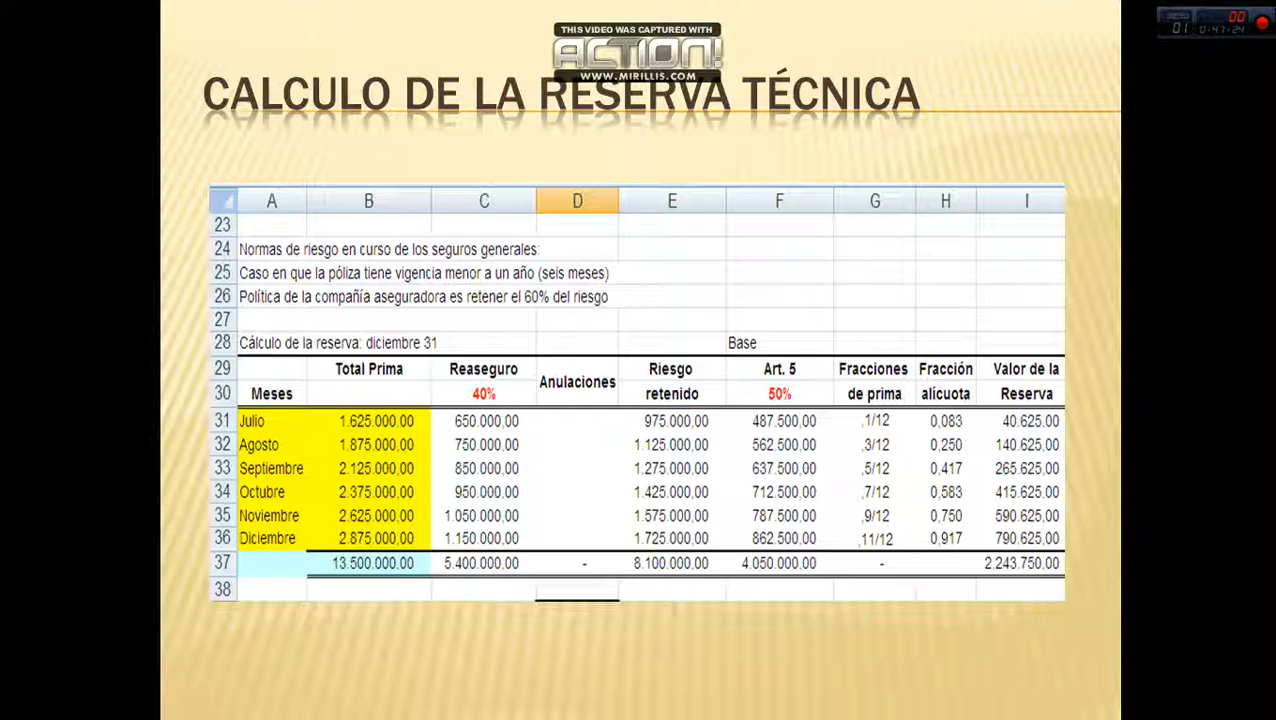 THIS VIDEO WAS CAPTURED WITH
ACTION!
WWW.MIRILLIS.COM
01 00
0:47:24
CALCULO DE LA RESERVA TÉCNICA
A B C D E F G H I
23
24 Normas de riesgo en curso de los seguros generales:
25 Caso en que la póliza tiene vigencia menor a un año (seis meses)
26 Política de la compañía aseguradora es retener el 60% del riesgo
27
28 Cálculo de la reserva: diciembre 31 Base
29 Total Prima Reaseguro Anulaciones Riesgo Art. 5 Fracciones Fracción Valor de la
30 Meses 40% retenido 50% de prima alícuota Reserva
31 Julio 1.625.000,00 650.000,00 975.000,00 487.500,00 ,1/12 0,083 40.625,00
32 Agosto 1.875.000,00 750.000,00 1.125.000,00 562.500,00 ,3/12 0,250 140.625,00
33 Septiembre 2.125.000,00 850.000,00 1.275.000,00 637.500,00 ,5/12 0,417 265.625,00
34 Octubre 2.375.000,00 950.000,00 1.425.000,00 712.500,00 ,7/12 0,583 415.625,00
35 Noviembre 2.625.000,00 1.050.000,00 1.575.000,00 787.500,00 ,9/12 0,750 590.625,00
36 Diciembre 2.875.000,00 1.150.000,00 1.725.000,00 862.500,00 ,11/12 0,917 790.625,00
37 13.500.000,00 5.400.000,00 - 8.100.000,00 4.050.000,00 - 2.243.750,00
38